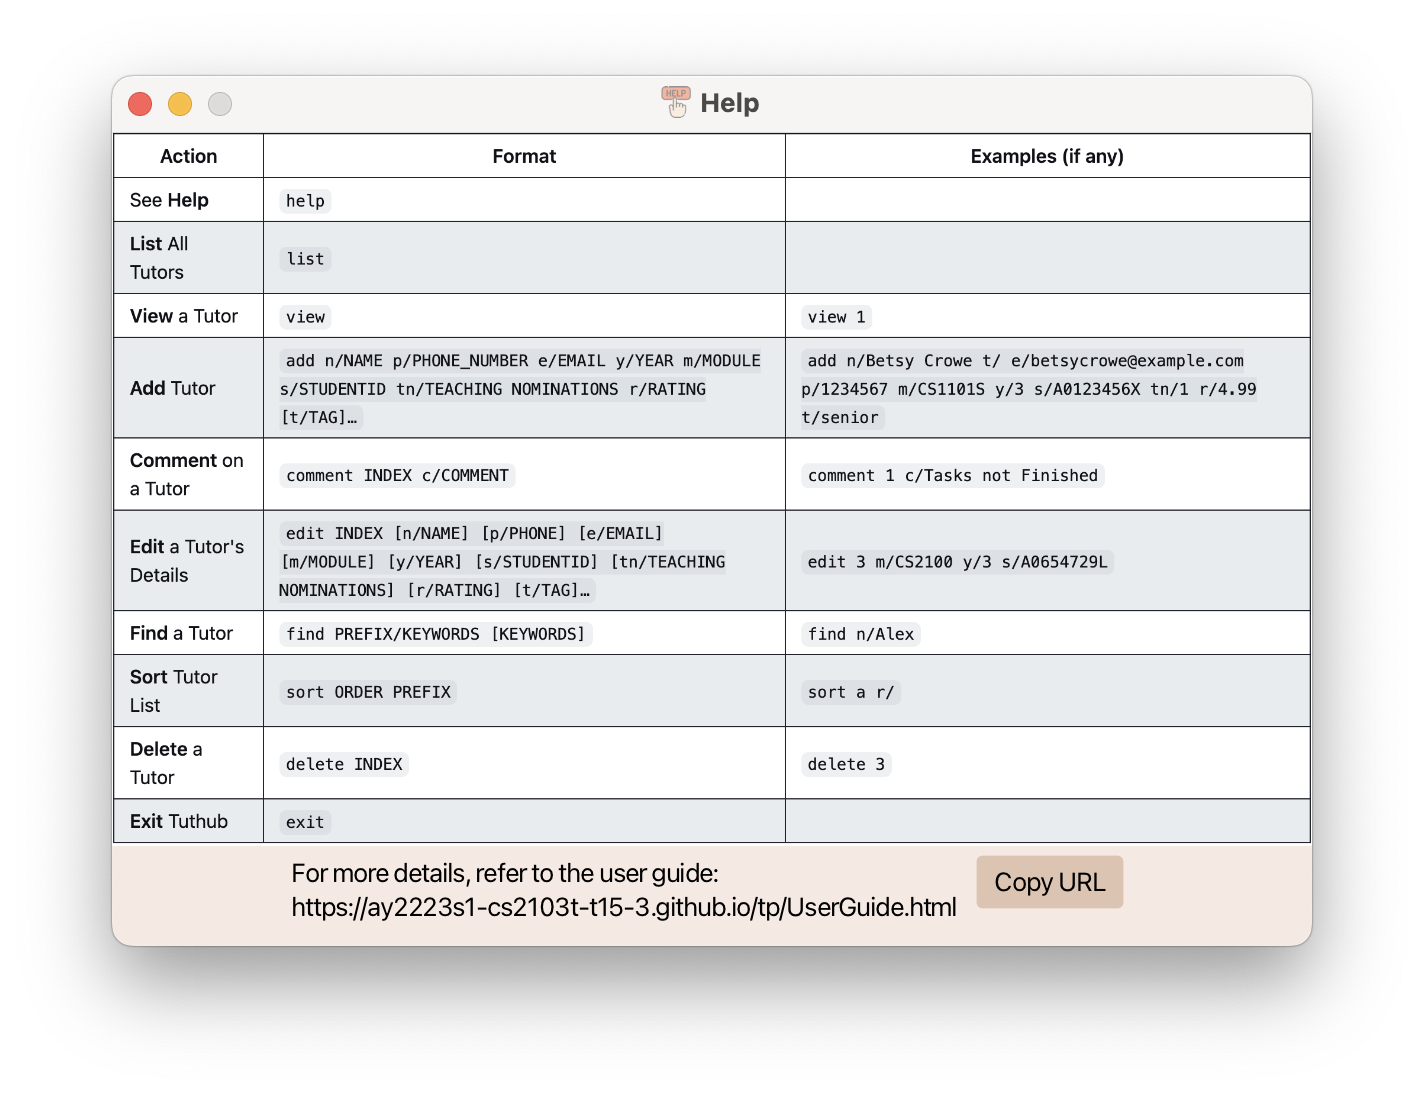 HELP
Help
Action Format Examples (if any)
See Help help
List All
Tutors
list
View a Tutor view view 1
Add Tutor
add n/NAME p/PHONE_NUMBER e/EMAIL y/YEAR m/MODULE
s/STUDENTID tn/TEACHING NOMINATIONS r/RATING
[t/TAG]…
add n/Betsy Crowe t/ e/betsycrowe@example.com
p/1234567 m/CS1101S y/3 s/A0123456X tn/1 r/4.99
t/senior
Comment on
a Tutor
comment INDEX c/COMMENT
comment 1 c/Tasks not Finished
Edit a Tutor's
Details
edit INDEX [n/NAME] [p/PHONE] [e/EMAIL]
[m/MODULE] [y/YEAR] [s/STUDENTID] [tn/TEACHING
NOMINATIONS] [r/RATING] [t/TAG]…
edit 3 m/CS2100 y/3 s/A0654729L
Find a Tutor find PREFIX/KEYWORDS [KEYWORDS] find n/Alex
Sort Tutor
List
sort ORDER PREFIX
sort a r/
Delete a
Tutor
delete INDEX
delete 3
Exit Tuthub exit
For more details, refer to the user guide:
https://ay2223s1-cs2103t-t15-3.github.io/tp/UserGuide.html
Copy URL